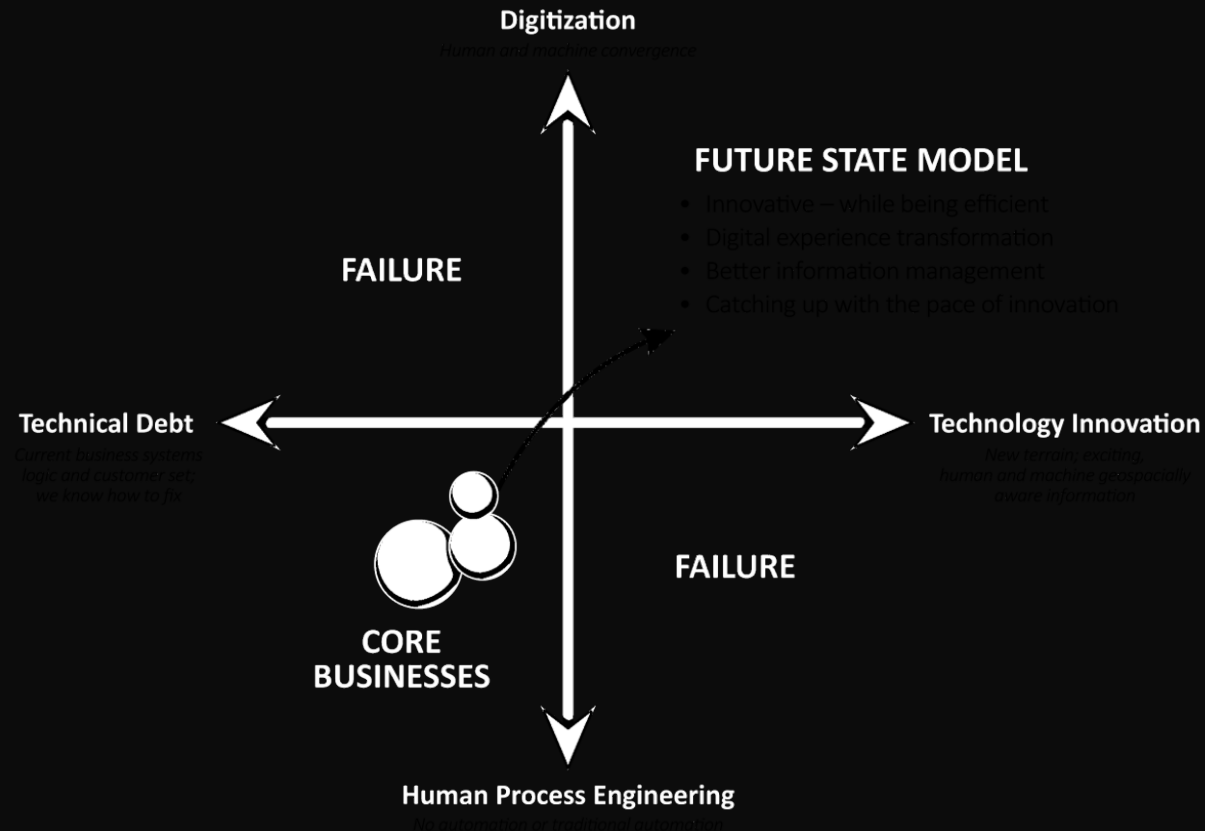 Digitization
Human and machine convergence
FUTURE STATE MODEL
• Innovative – while being efficient
• Digital experience transformation
• Better information management
• Catching up with the pace of innovation
FAILURE
Technical Debt
Current business systems
logic and customer set;
we know how to fix
Technology Innovation
New terrain; exciting,
human and machine geospacially
aware information
FAILURE
CORE
BUSINESSES
Human Process Engineering
No automation or traditional automation